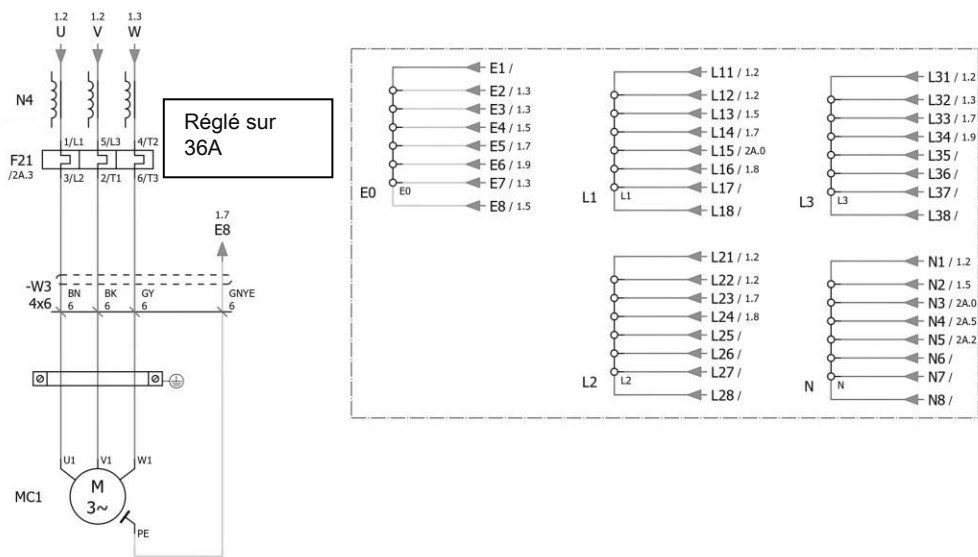 1.2 1.2 1.3
U V W
N4
Réglé sur
36A
1/L1 5/L3 4/T2
F21
/2A.3
3/L2 2/T1 6/T3
1.7
E8
-W3
4x6
BN BK GY GNYE
6 6 6 6
U1 V1 W1
MC1
M
3~
PE
E1 /
E2 / 1.3
E3 / 1.3
E4 / 1.5
E5 / 1.7
E6 / 1.9
E7 / 1.3
E0 E0
E8 / 1.5
L11 / 1.2
L12 / 1.2
L13 / 1.5
L14 / 1.7
L15 / 2A.0
L16 / 1.8
L17 /
L1 L1
L18 /
L31 / 1.2
L32 / 1.3
L33 / 1.7
L34 / 1.9
L35 /
L36 /
L37 /
L3 L3
L38 /
L21 / 1.2
L22 / 1.2
L23 / 1.7
L24 / 1.8
L25 /
L26 /
L27 /
L2 L2
L28 /
N1 / 1.2
N2 / 1.5
N3 / 2A.0
N4 / 2A.5
N5 / 2A.2
N6 /
N7 /
N N
N8 /